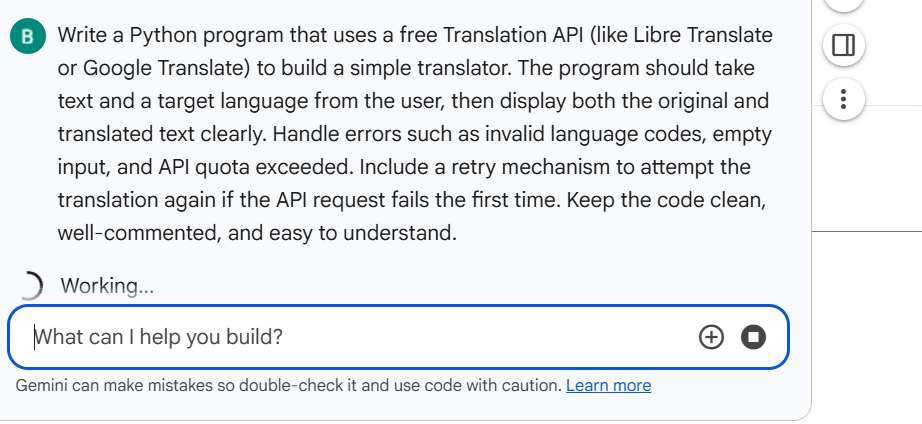 B
Write a Python program that uses a free Translation API (like Libre Translate
or Google Translate) to build a simple translator. The program should take
text and a target language from the user, then display both the original and
translated text clearly. Handle errors such as invalid language codes, empty
input, and API quota exceeded. Include a retry mechanism to attempt the
translation again if the API request fails the first time. Keep the code clean,
well-commented, and easy to understand.
Working...
What can I help you build?
Gemini can make mistakes so double-check it and use code with caution. Learn more